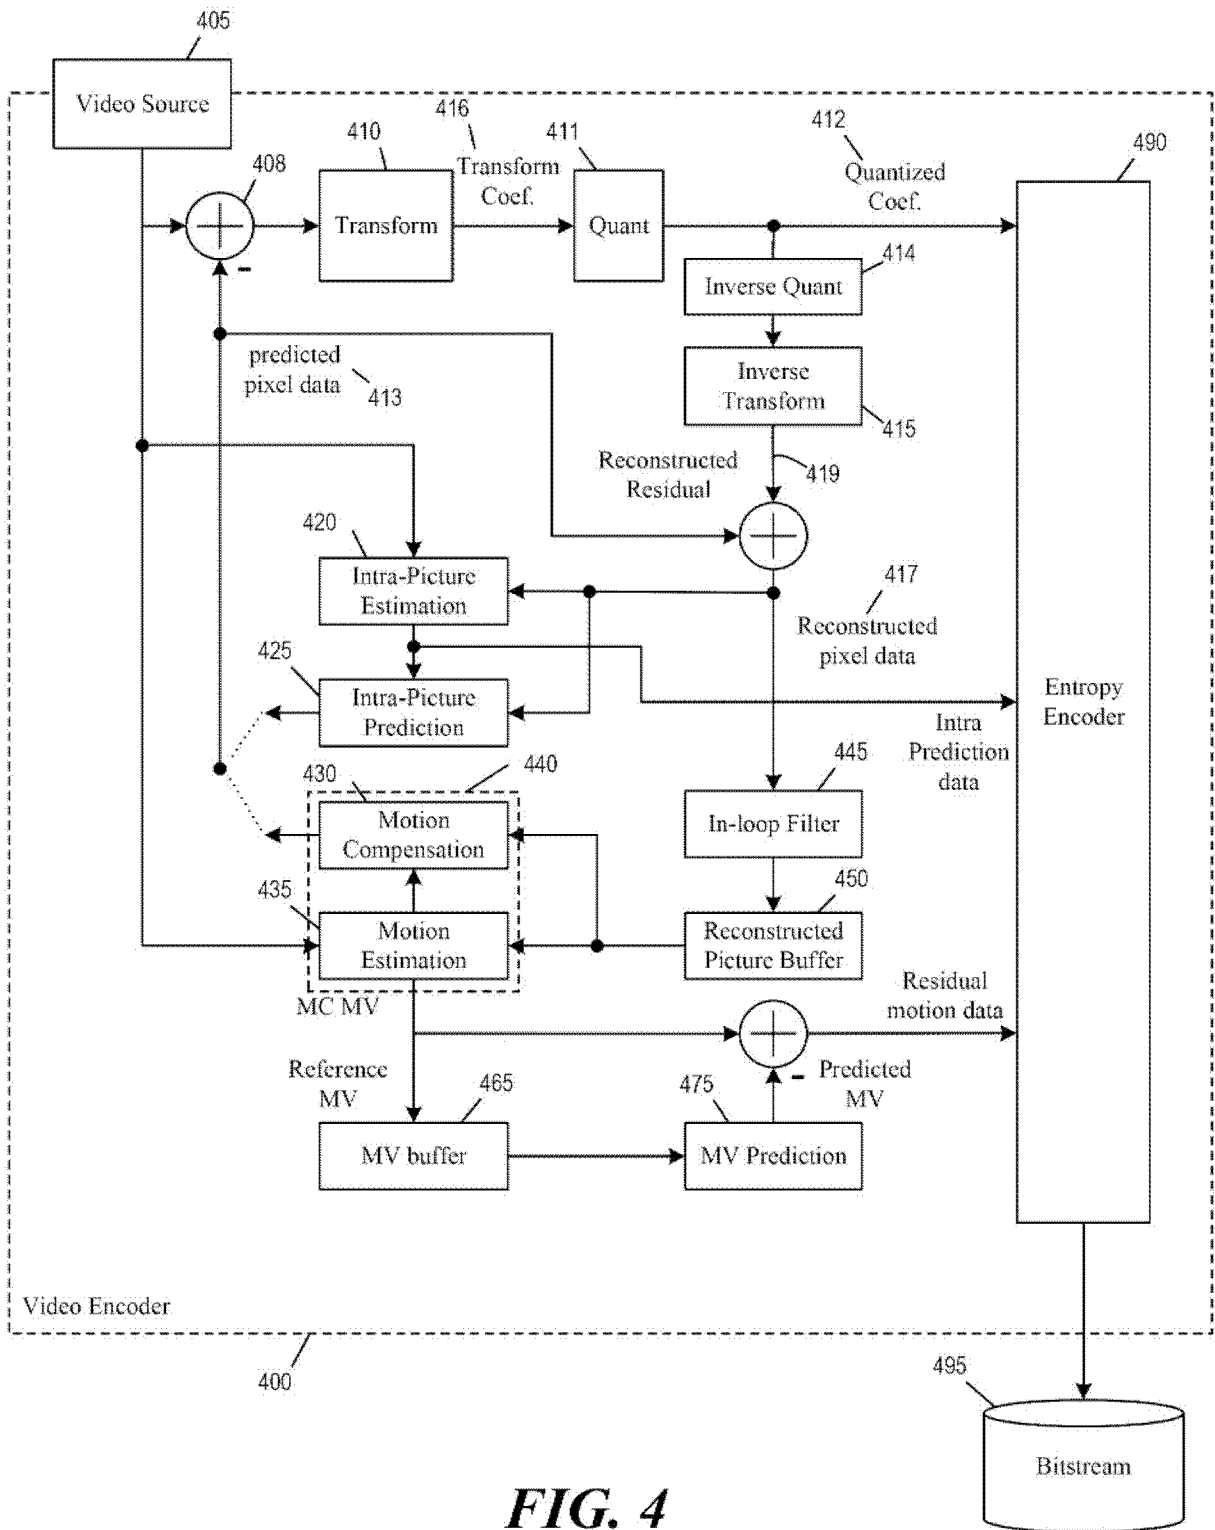 405
Video Source
408
410
Transform
416
Transform
Coef.
411
Quant
412
Quantized
Coef.
490
414
Inverse Quant
-
predicted
pixel data
413
Inverse
Transform
415
Reconstructed
Residual
419
420
Intra-Picture
Estimation
417
Reconstructed
pixel data
425
Intra-Picture
Prediction
Entropy
Encoder
Intra
Prediction
data
430
440
Motion
Compensation
445
In-loop Filter
435
Motion
Estimation
450
Reconstructed
Picture Buffer
MC MV
Residual
motion data
Reference
MV
465
MV buffer
475
MV Prediction
-
Predicted
MV
Video Encoder
400
495
Bitstream
FIG. 4